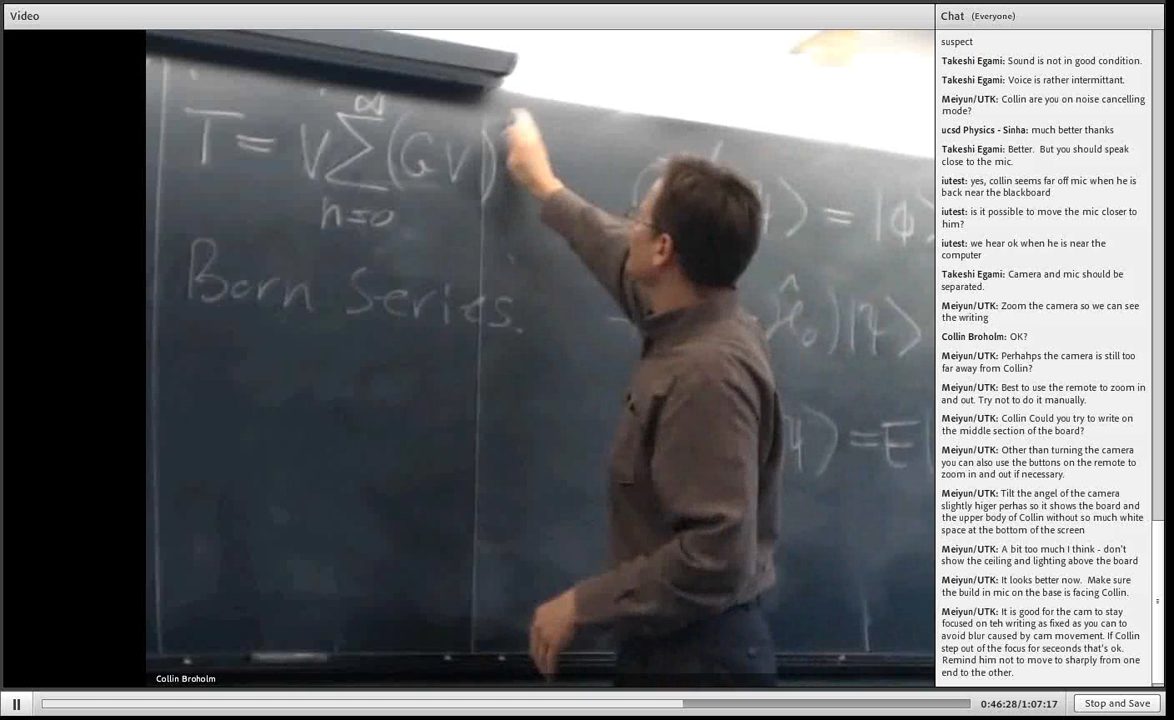 Video
Chat (Everyone)
∞
T = V∑(GV)
n=0
Born Series.
⟩ = |ϕ⟩
ℋ̂₀)|ψ⟩
|ψ⟩ = E|
Collin Broholm
suspect
Takeshi Egami: Sound is not in good condition.
Takeshi Egami: Voice is rather intermittant.
Meiyun/UTK: Collin are you on noise cancelling
mode?
ucsd Physics - Sinha: much better thanks
Takeshi Egami: Better. But you should speak
close to the mic.
iutest: yes, collin seems far off mic when he is
back near the blackboard
iutest: is it possible to move the mic closer to
him?
iutest: we hear ok when he is near the
computer
Takeshi Egami: Camera and mic should be
separated.
Meiyun/UTK: Zoom the camera so we can see
the writing
Collin Broholm: OK?
Meiyun/UTK: Perhahps the camera is still too
far away from Collin?
Meiyun/UTK: Best to use the remote to zoom in
and out. Try not to do it manually.
Meiyun/UTK: Collin Could you try to write on
the middle section of the board?
Meiyun/UTK: Other than turning the camera
you can also use the buttons on the remote to
zoom in and out if necessary.
Meiyun/UTK: Tilt the angel of the camera
slightly higer perhas so it shows the board and
the upper body of Collin without so much white
space at the bottom of the screen
Meiyun/UTK: A bit too much I think - don't
show the ceiling and lighting above the board
Meiyun/UTK: It looks better now. Make sure
the build in mic on the base is facing Collin.
Meiyun/UTK: It is good for the cam to stay
focused on teh writing as fixed as you can to
avoid blur caused by cam movement. If Collin
step out of the focus for seceonds that's ok.
Remind him not to move to sharply from one
end to the other.
0:46:28/1:07:17
Stop and Save